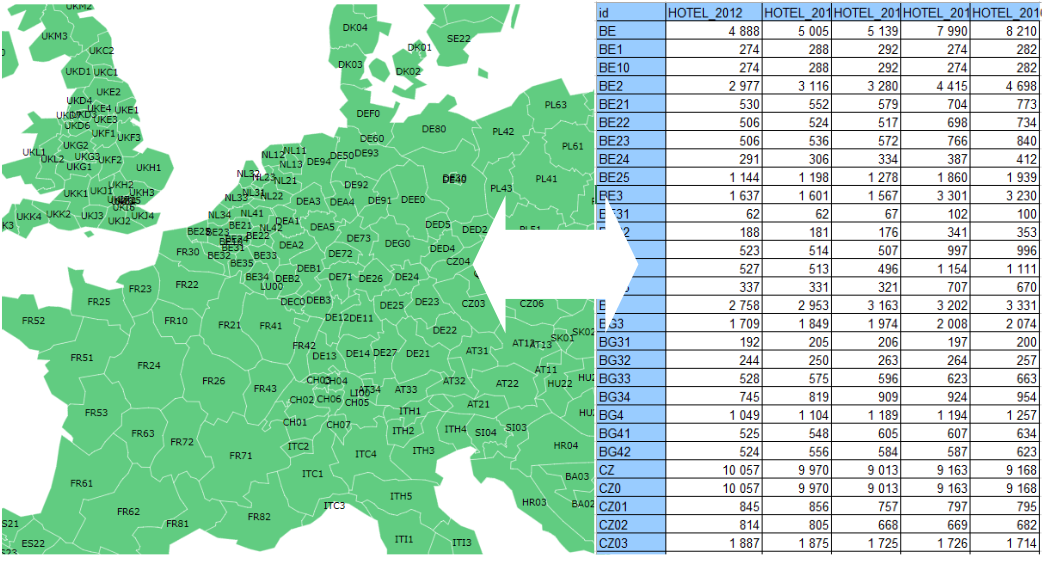 UKM2
UKM3
UKC2
UKD1 UKC1
UKE2
UKD4
UKE4 UKE1
UKD3
UKE3
UKD6
UKF1 UKF3
UKG2
UKL1 UKL2 UKG3 UKF2
UKG1 UKH1
UKK1 UKJ1 UKH2 UKH3
UKK4 UKK2 UKJ3 UKJ2 UKJ4
DK04
DK01
SE22
DK03 DK02
DEF0
DE80
DE60
PL63
PL42
PL61
NL12 NL11
NL13 DE94 DE50 DE93
NL32 NL23 NL21
DE92
DE40
PL43 PL41
NL33 NL31 NL22
DEA3 DEA4 DE91 DEE0
NL34 NL41
NL42 DEA1 DEA5
BE25 BE23 BE21
BE22 DEA2
DE73 DEG0 DED5 DED2
PL51
DED4
BE31
BE32 BE33
BE35
DE72
FR30
CZ04
DEB1
BE34 DEB2
LU00
DE71 DE26 DE24
FR22
FR23
FR25
DEC0 DEB3
DE25 DE23
CZ03 CZ06
FR52
FR10 FR21 FR41
DE12 DE11
DE22
FR42
DE13 DE14 DE27 DE21
AT31 AT12 AT13
SK01 SK02
FR51
FR24
FR26
FR43
CH03 CH04
AT34 AT33 AT32 AT22 AT11
HU22
LI00
CH02 CH06 CH05
AT21
ITH1
FR53
CH01 CH07
ITH2 ITH4 SI04 SI03
FR63 FR72
ITC2 ITC4 ITH3
HR04
FR71
ITC1
BA03
FR61
ITH5
HR03 BA02
FR62 FR81 FR82
ITC3
ITI1 ITI3
ES22
id HOTEL_2012 HOTEL_201 HOTEL_201 HOTEL_201 HOTEL_201
BE 4 888 5 005 5 139 7 990 8 210
BE1 274 288 292 274 282
BE10 274 288 292 274 282
BE2 2 977 3 116 3 280 4 415 4 698
BE21 530 552 579 704 773
BE22 506 524 517 698 734
BE23 506 536 572 766 840
BE24 291 306 334 387 412
BE25 1 144 1 198 1 278 1 860 1 939
BE3 1 637 1 601 1 567 3 301 3 230
BE31 62 62 67 102 100
188 181 176 341 353
523 514 507 997 996
527 513 496 1 154 1 111
337 331 321 707 670
2 758 2 953 3 163 3 202 3 331
BG3 1 709 1 849 1 974 2 008 2 074
BG31 192 205 206 197 200
BG32 244 250 263 264 257
BG33 528 575 596 623 663
BG34 745 819 909 924 954
BG4 1 049 1 104 1 189 1 194 1 257
BG41 525 548 605 607 634
BG42 524 556 584 587 623
CZ 10 057 9 970 9 013 9 163 9 168
CZ0 10 057 9 970 9 013 9 163 9 168
CZ01 845 856 757 797 795
CZ02 814 805 668 669 682
CZ03 1 887 1 875 1 725 1 726 1 714